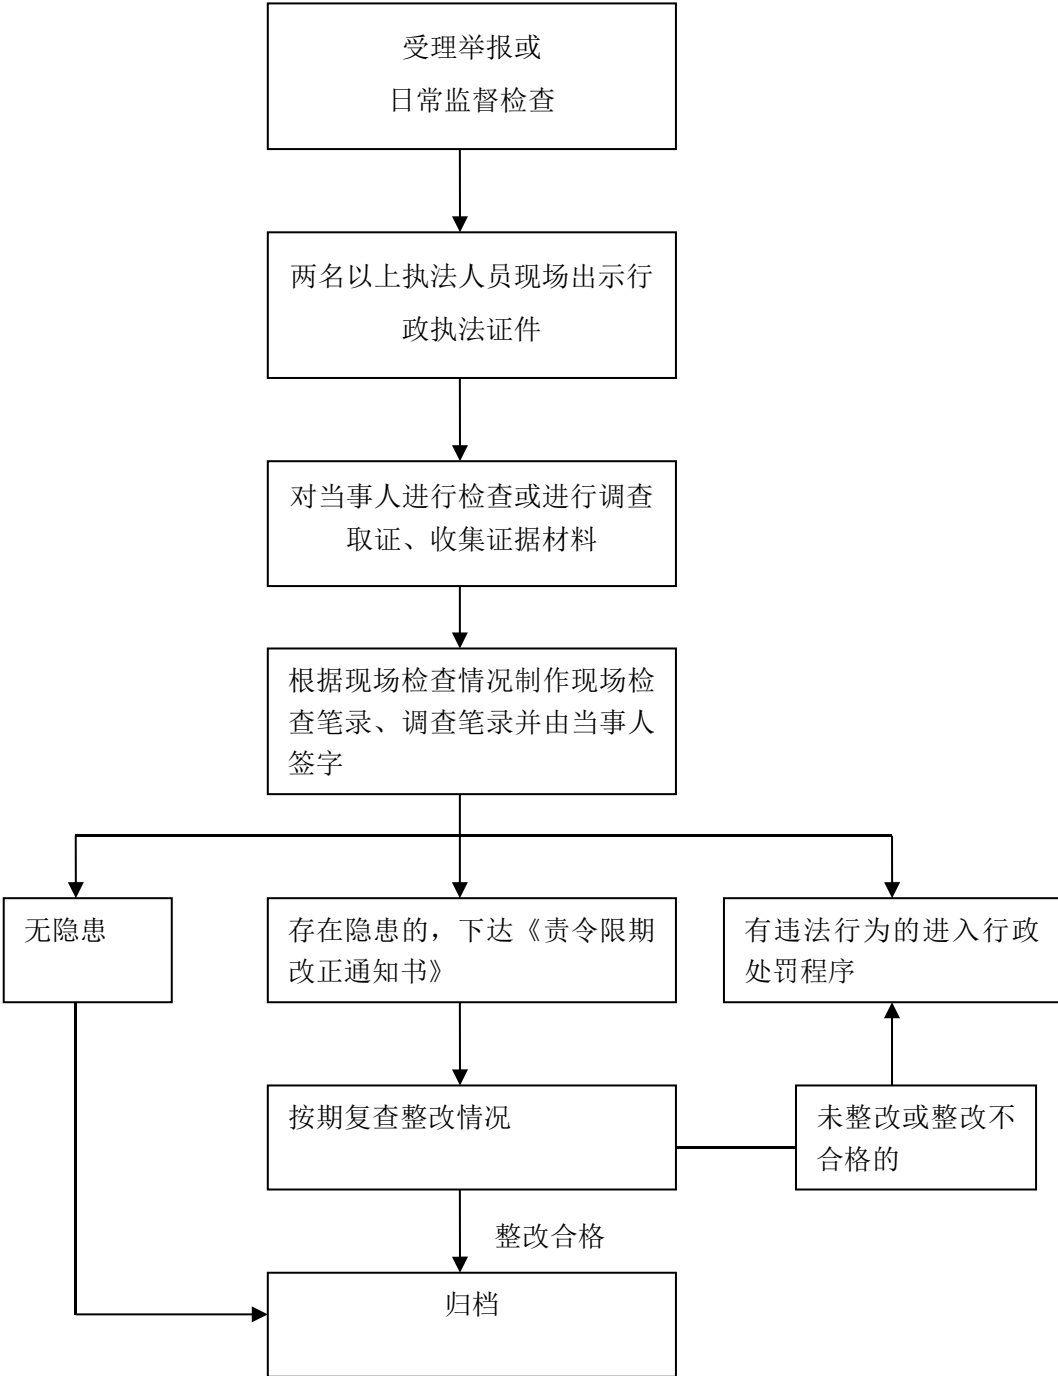 受理举报或
日常监督检查
两名以上执法人员现场出示行
政执法证件
对当事人进行检查或进行调查
取证、收集证据材料
根据现场检查情况制作现场检
查笔录、调查笔录并由当事人
签字
无隐患
存在隐患的，下达《责令限期
改正通知书》
有违法行为的进入行政
处罚程序
按期复查整改情况
未整改或整改不
合格的
整改合格
归档